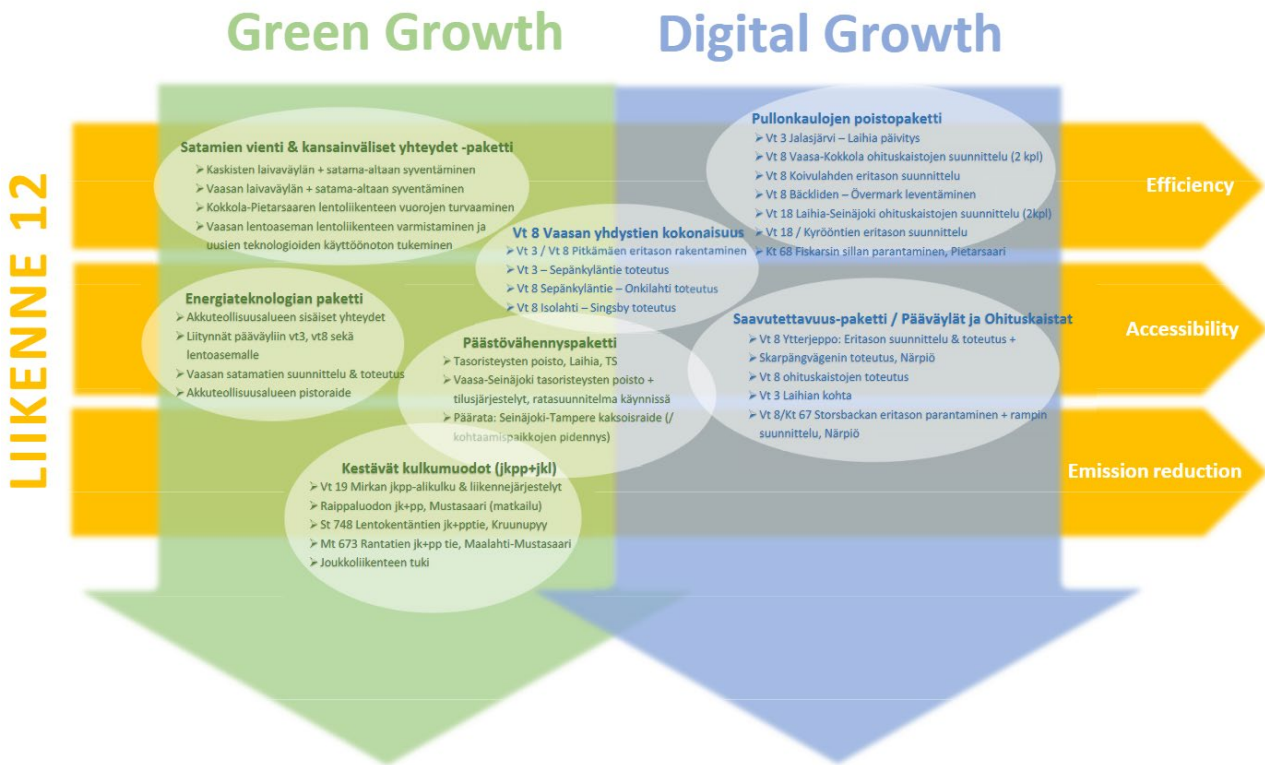 Green Growth
Digital Growth
LIIKENNE 12
Satamien vienti & kansainväliset yhteydet -paketti
➢ Kaskisten laivaväylän + satama-altaan syventäminen
➢ Vaasan laivaväylän + satama-altaan syventäminen
➢ Kokkola-Pietarsaaren lentoliikenteen vuorojen turvaaminen
➢ Vaasan lentoaseman lentoliikenteen varmistaminen ja
uusien teknologioiden käyttöönoton tukeminen
Pullonkaulojen poistopaketti
➢ Vt 3 Jalasjärvi – Laihia päivitys
➢ Vt 8 Vaasa-Kokkola ohituskaistojen suunnittelu (2 kpl)
➢ Vt 8 Koivulahden eritason suunnittelu
➢ Vt 8 Bäckliden – Övermark leventäminen
➢ Vt 18 Laihia-Seinäjoki ohituskaistojen suunnittelu (2kpl)
➢ Vt 18 / Kyrööntien eritason suunnittelu
➢ Kt 68 Fiskarsin sillan parantaminen, Pietarsaari
Efficiency
Vt 8 Vaasan yhdystien kokonaisuus
➢ Vt 3 / Vt 8 Pitkämäen eritason rakentaminen
➢ Vt 3 – Sepänkyläntie toteutus
➢ Vt 8 Sepänkyläntie – Onkilahti toteutus
➢ Vt 8 Isolahti – Singsby toteutus
Energiateknologian paketti
➢ Akkuteollisuusalueen sisäiset yhteydet
➢ Liitynnät pääväyliin vt3, vt8 sekä
lentoasemalle
➢ Vaasan satamatien suunnittelu & toteutus
➢ Akkuteollisuusalueen pistoraide
Saavutettavuus-paketti / Pääväylät ja Ohituskaistat
➢ Vt 8 Ytterjeppo: Eritason suunnittelu & toteutus +
➢ Skarpängvägenin toteutus, Närpiö
➢ Vt 8 ohituskaistojen toteutus
➢ Vt 3 Laihian kohta
➢ Vt 8/Kt 67 Storsbackan eritason parantaminen + rampin
suunnittelu, Närpiö
Accessibility
Päästövähennyspaketti
➢ Tasoristeysten poisto, Laihia, TS
➢ Vaasa-Seinäjoki tasoristeysten poisto +
tilusjärjestelyt, ratasuunnitelma käynnissä
➢ Päärata: Seinäjoki-Tampere kaksoisraide (/
kohtaamispaikkojen pidennys)
Kestävät kulkumuodot (jkpp+jkl)
➢ Vt 19 Mirkan jkpp-alikulku & liikennejärjestelyt
➢ Raippaluodon jk+pp, Mustasaari (matkailu)
➢ St 748 Lentokentäntien jk+pptie, Kruunupyy
➢ Mt 673 Rantatien jk+pp tie, Maalahti-Mustasaari
➢ Joukkoliikenteen tuki
Emission reduction